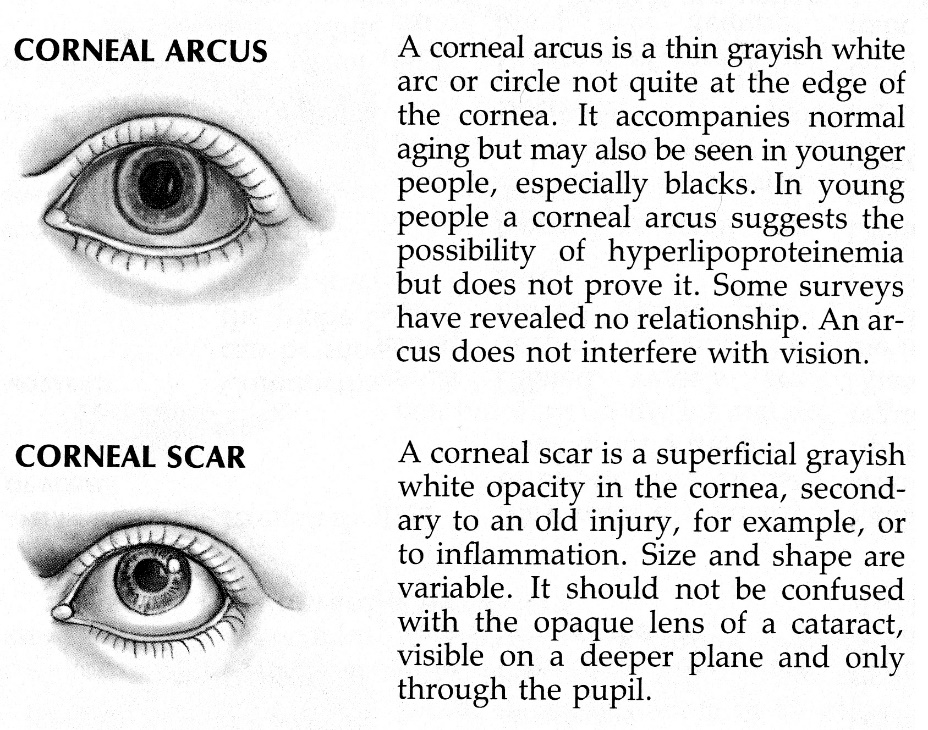 CORNEAL ARCUS
A corneal arcus is a thin grayish white
arc or circle not quite at the edge of
the cornea. It accompanies normal
aging but may also be seen in younger
people, especially blacks. In young
people a corneal arcus suggests the
possibility of hyperlipoproteinemia
but does not prove it. Some surveys
have revealed no relationship. An ar-
cus does not interfere with vision.
CORNEAL SCAR
A corneal scar is a superficial grayish
white opacity in the cornea, second-
ary to an old injury, for example, or
to inflammation. Size and shape are
variable. It should not be confused
with the opaque lens of a cataract,
visible on a deeper plane and only
through the pupil.